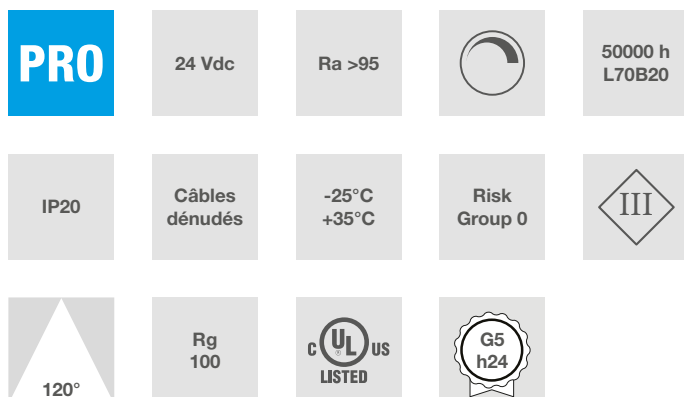 PRO
24 Vdc
Ra >95
50000 h
L70B20
IP20
Câbles
dénudés
-25°C
+35°C
Risk
Group 0
III
120°
Rg
100
C UL US
®
LISTED
G5
h24